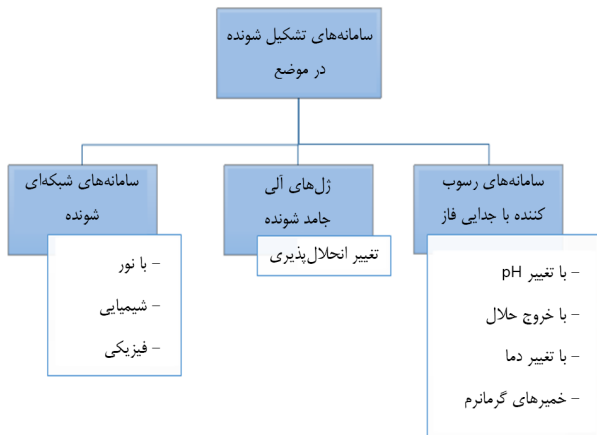 سامانه‌های تشکیل شونده
در موضع
سامانه‌های رسوب
کننده با جدایی فاز
- با تغییر pH
- با خروج حلال
- با تغییر دما
- خمیرهای گرمانرم
ژل‌های آلی
جامد شونده
تغییر انحلال‌پذیری
سامانه‌های شبکه‌ای
شونده
- با نور
- شیمیایی
- فیزیکی